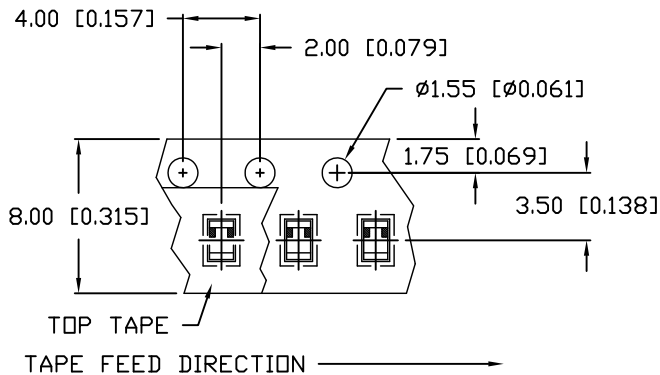 4.00 [0.157]
2.00 [0.079]
ø1.55 [ø0.061]
1.75 [0.069]
3.50 [0.138]
8.00 [0.315]
TOP TAPE
TAPE FEED DIRECTION